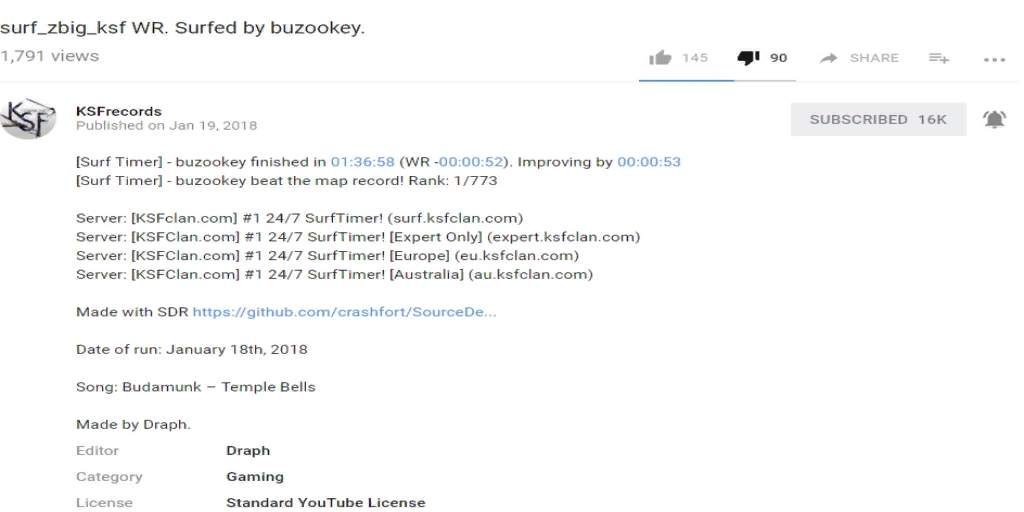 surf_zbig_ksf WR. Surfed by buzookey.
1,791 views
145 90 SHARE
KSF
KSFrecords
Published on Jan 19, 2018
SUBSCRIBED 16K
[Surf Timer] - buzookey finished in 01:36:58 (WR -00:00:52). Improving by 00:00:53
[Surf Timer] - buzookey beat the map record! Rank: 1/773
Server: [KSFclan.com] #1 24/7 SurfTimer! (surf.ksfclan.com)
Server: [KSFClan.com] #1 24/7 SurfTimer! [Expert Only] (expert.ksfclan.com)
Server: [KSFClan.com] #1 24/7 SurfTimer! [Europe] (eu.ksfclan.com)
Server: [KSFClan.com] #1 24/7 SurfTimer! [Australia] (au.ksfclan.com)
Made with SDR https://github.com/crashfort/SourceDe...
Date of run: January 18th, 2018
Song: Budamunk – Temple Bells
Made by Draph.
Editor Draph
Category Gaming
License Standard YouTube License